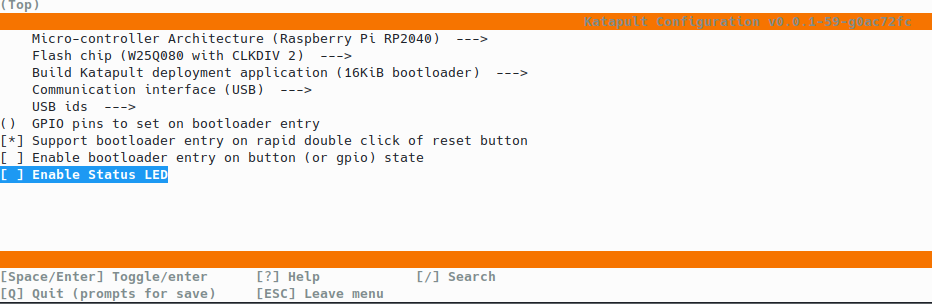 (Top)
Katapult Configuration v0.0.1-59-g0ac72fc
Micro-controller Architecture (Raspberry Pi RP2040)  --->
Flash chip (W25Q080 with CLKDIV 2)  --->
Build Katapult deployment application (16KiB bootloader)  --->
Communication interface (USB)  --->
USB ids  --->
()  GPIO pins to set on bootloader entry
[*] Support bootloader entry on rapid double click of reset button
[ ] Enable bootloader entry on button (or gpio) state
[ ] Enable Status LED
[Space/Enter] Toggle/enter      [?] Help            [/] Search
[Q] Quit (prompts for save)     [ESC] Leave menu